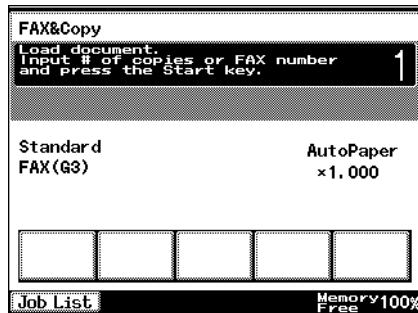 FAX&Copy
Load document.
Input # of copies or FAX number
and press the Start key.
1
Standard
FAX(G3)
AutoPaper
×1.000
Job List
Memory
Free 100%